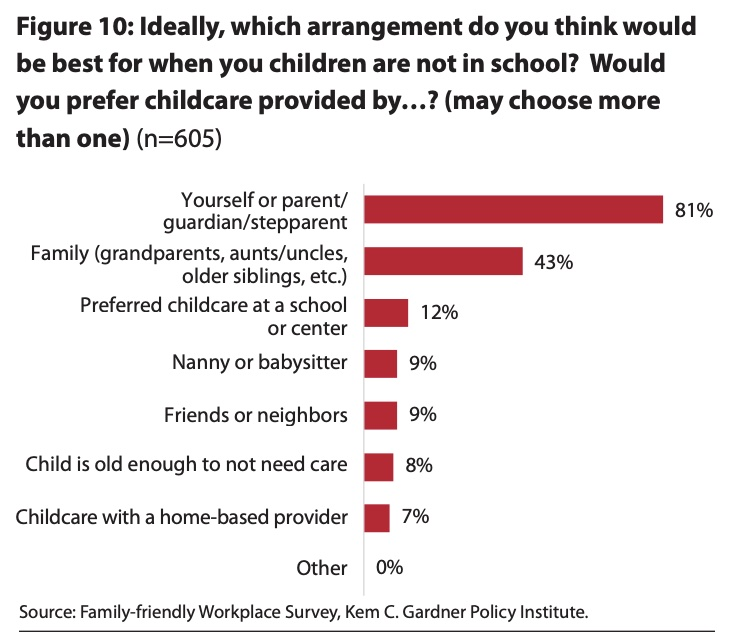 Figure 10: Ideally, which arrangement do you think would
be best for when you children are not in school?  Would
you prefer childcare provided by…? (may choose more
than one) (n=605)
Yourself or parent/
guardian/stepparent
81%
Family (grandparents, aunts/uncles,
older siblings, etc.)
43%
Preferred childcare at a school
or center
12%
Nanny or babysitter
9%
Friends or neighbors
9%
Child is old enough to not need care
8%
Childcare with a home-based provider
7%
Other
0%
Source: Family-friendly Workplace Survey, Kem C. Gardner Policy Institute.